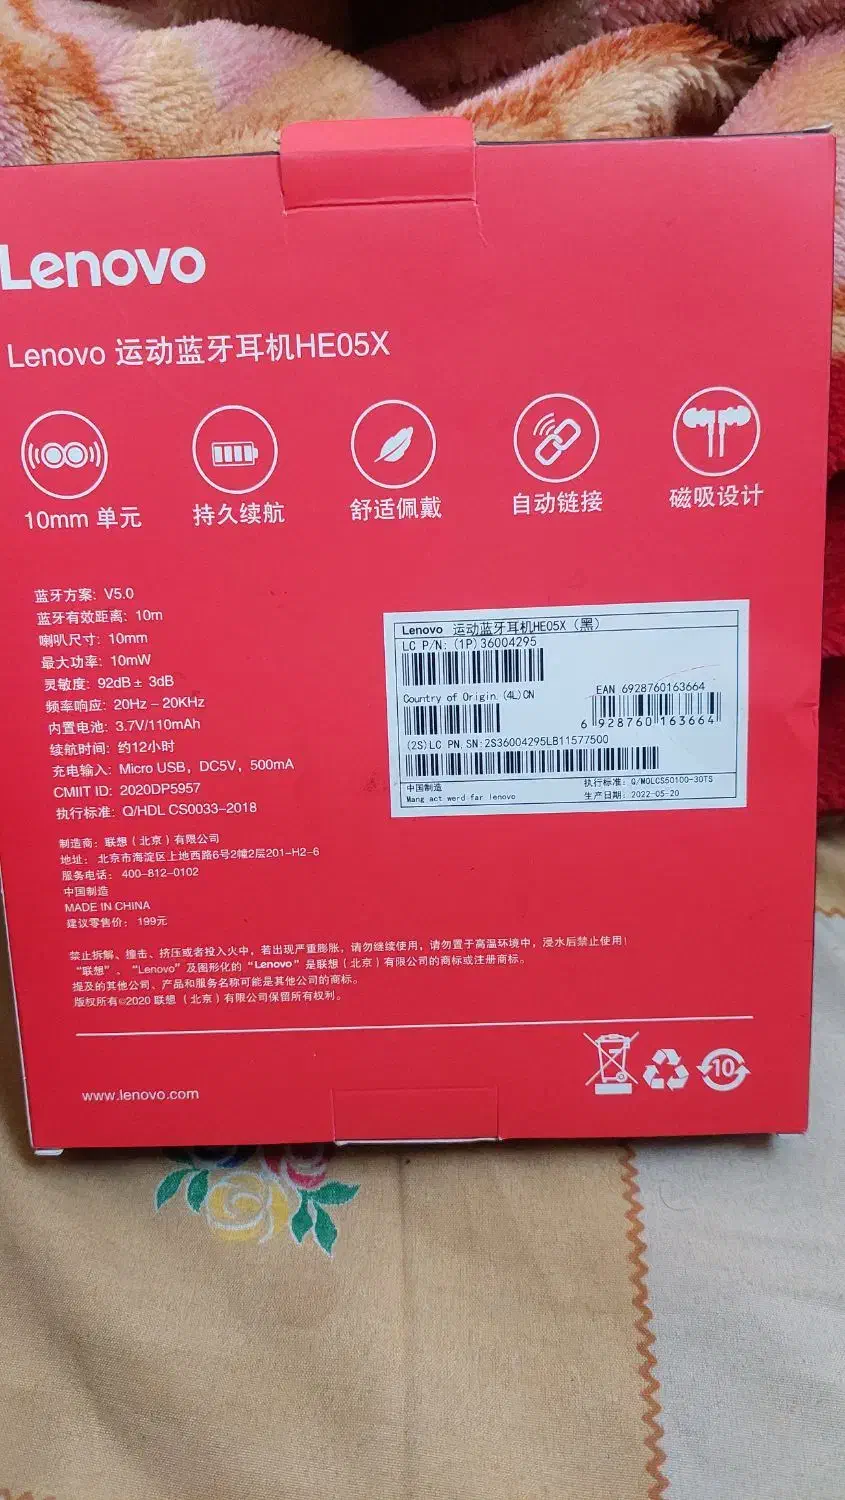 Lenovo
Lenovo 运动蓝牙耳机HE05X
10mm 单元
持久续航
舒适佩戴
自动链接
磁吸设计
蓝牙方案: V5.0
蓝牙有效距离: 10m
喇叭尺寸: 10mm
最大功率: 10mW
灵敏度: 92dB ± 3dB
频率响应: 20Hz – 20KHz
内置电池: 3.7V/110mAh
续航时间: 约12小时
充电输入: Micro USB，DC5V，500mA
CMIIT ID: 2020DP5957
执行标准: Q/HDL CS0033-2018
制造商: 联想（北京）有限公司
地址: 北京市海淀区上地西路6号2幢2层201-H2-6
服务电话: 400-812-0102
中国制造
MADE IN CHINA
建议零售价: 199元
Lenovo 运动蓝牙耳机HE05X（黑）
LC P/N: (1P)36004295
Country of Origin.(4L)CN
EAN 6928760163664
6 928760 163664
(2S)LC PN.SN:2S36004295LB11577500
中国制造
Mang act werd far lenovo
执行标准: Q/MOLCS60100-30TS
生产日期: 2022-05-20
禁止拆解、撞击、挤压或者投入火中，若出现严重膨胀，请勿继续使用，请勿置于高温环境中，浸水后禁止使用！
“联想”、“Lenovo”及图形化的“Lenovo”是联想（北京）有限公司的商标或注册商标。
提及的其他公司、产品和服务名称可能是其他公司的商标。
版权所有©2020 联想（北京）有限公司保留所有权利。
www.lenovo.com
10